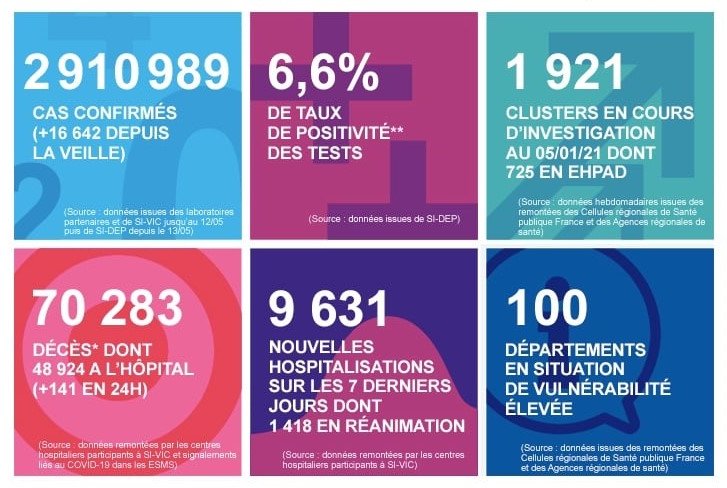 2 910 989
CAS CONFIRMÉS
(+16 642 DEPUIS
LA VEILLE)
(Source : données issues des laboratoires
partenaires et de SI-VIC jusqu'au 12/05
puis de SI-DEP depuis le 13/05)
6,6%
DE TAUX
DE POSITIVITÉ**
DES TESTS
(Source : données issues de SI-DEP)
1 921
CLUSTERS EN COURS
D'INVESTIGATION
AU 05/01/21 DONT
725 EN EHPAD
(Source : données hebdomadaires issues des
remontées des Cellules régionales de Santé
publique France et des Agences régionales de
santé)
70 283
DÉCÈS* DONT
48 924 A L'HÔPITAL
(+141 EN 24H)
(Source : données remontées par les centres
hospitaliers participants à SI-VIC et signalements
liés au COVID-19 dans les ESMS)
9 631
NOUVELLES
HOSPITALISATIONS
SUR LES 7 DERNIERS
JOURS DONT
1 418 EN RÉANIMATION
(Source : données remontées par les centres
hospitaliers participants à SI-VIC)
100
DÉPARTEMENTS
EN SITUATION
DE VULNÉRABILITÉ
ÉLEVÉE
(Source : données issues des remontées des
Cellules régionales de Santé publique France
et des Agences régionales de santé)